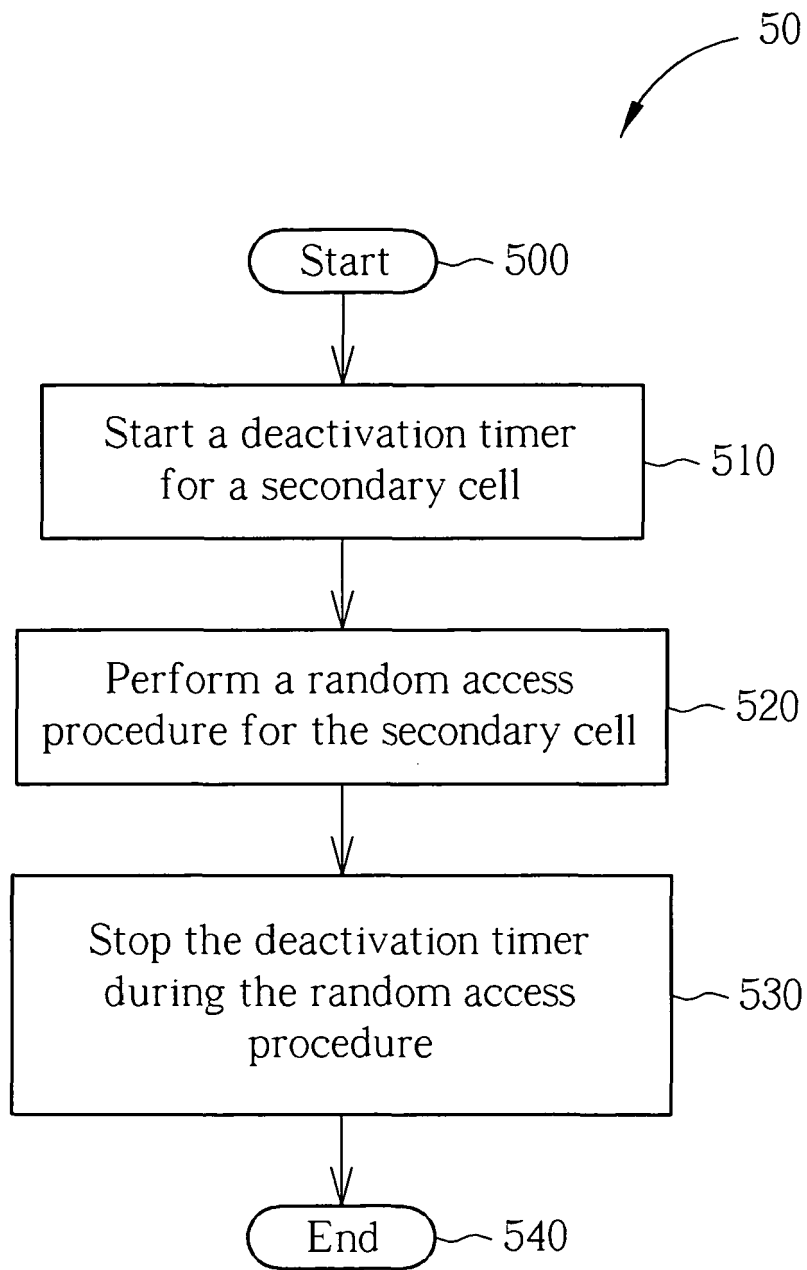 50
Start
500
Start a deactivation timer
for a secondary cell
510
Perform a random access
procedure for the secondary cell
520
Stop the deactivation timer
during the random access
procedure
530
End
540